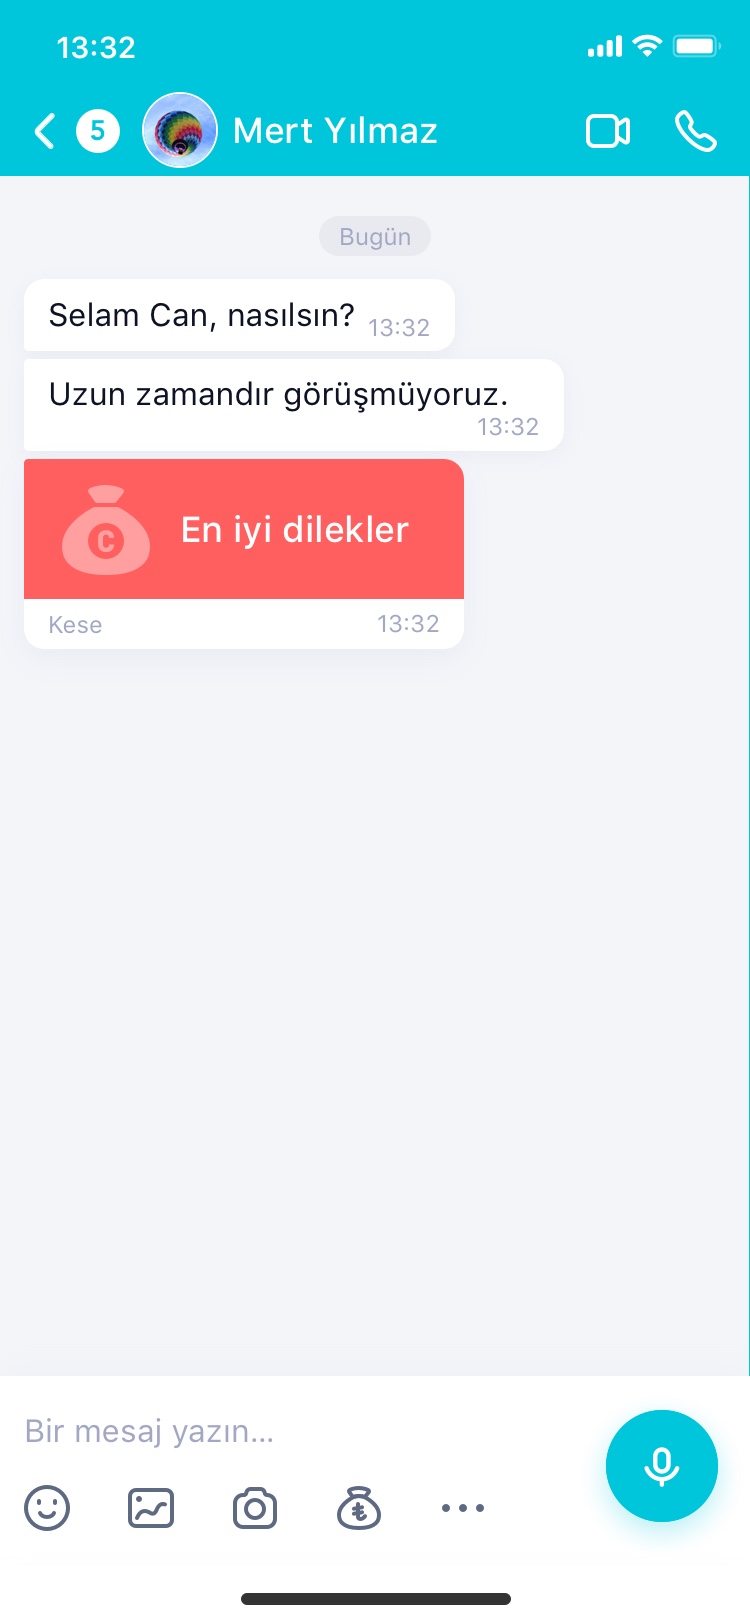 13:32
5
Mert Yılmaz
Bugün
Selam Can, nasılsın? 13:32
Uzun zamandır görüşmüyoruz.
13:32
C
En iyi dilekler
Kese 13:32
Bir mesaj yazın...
₺